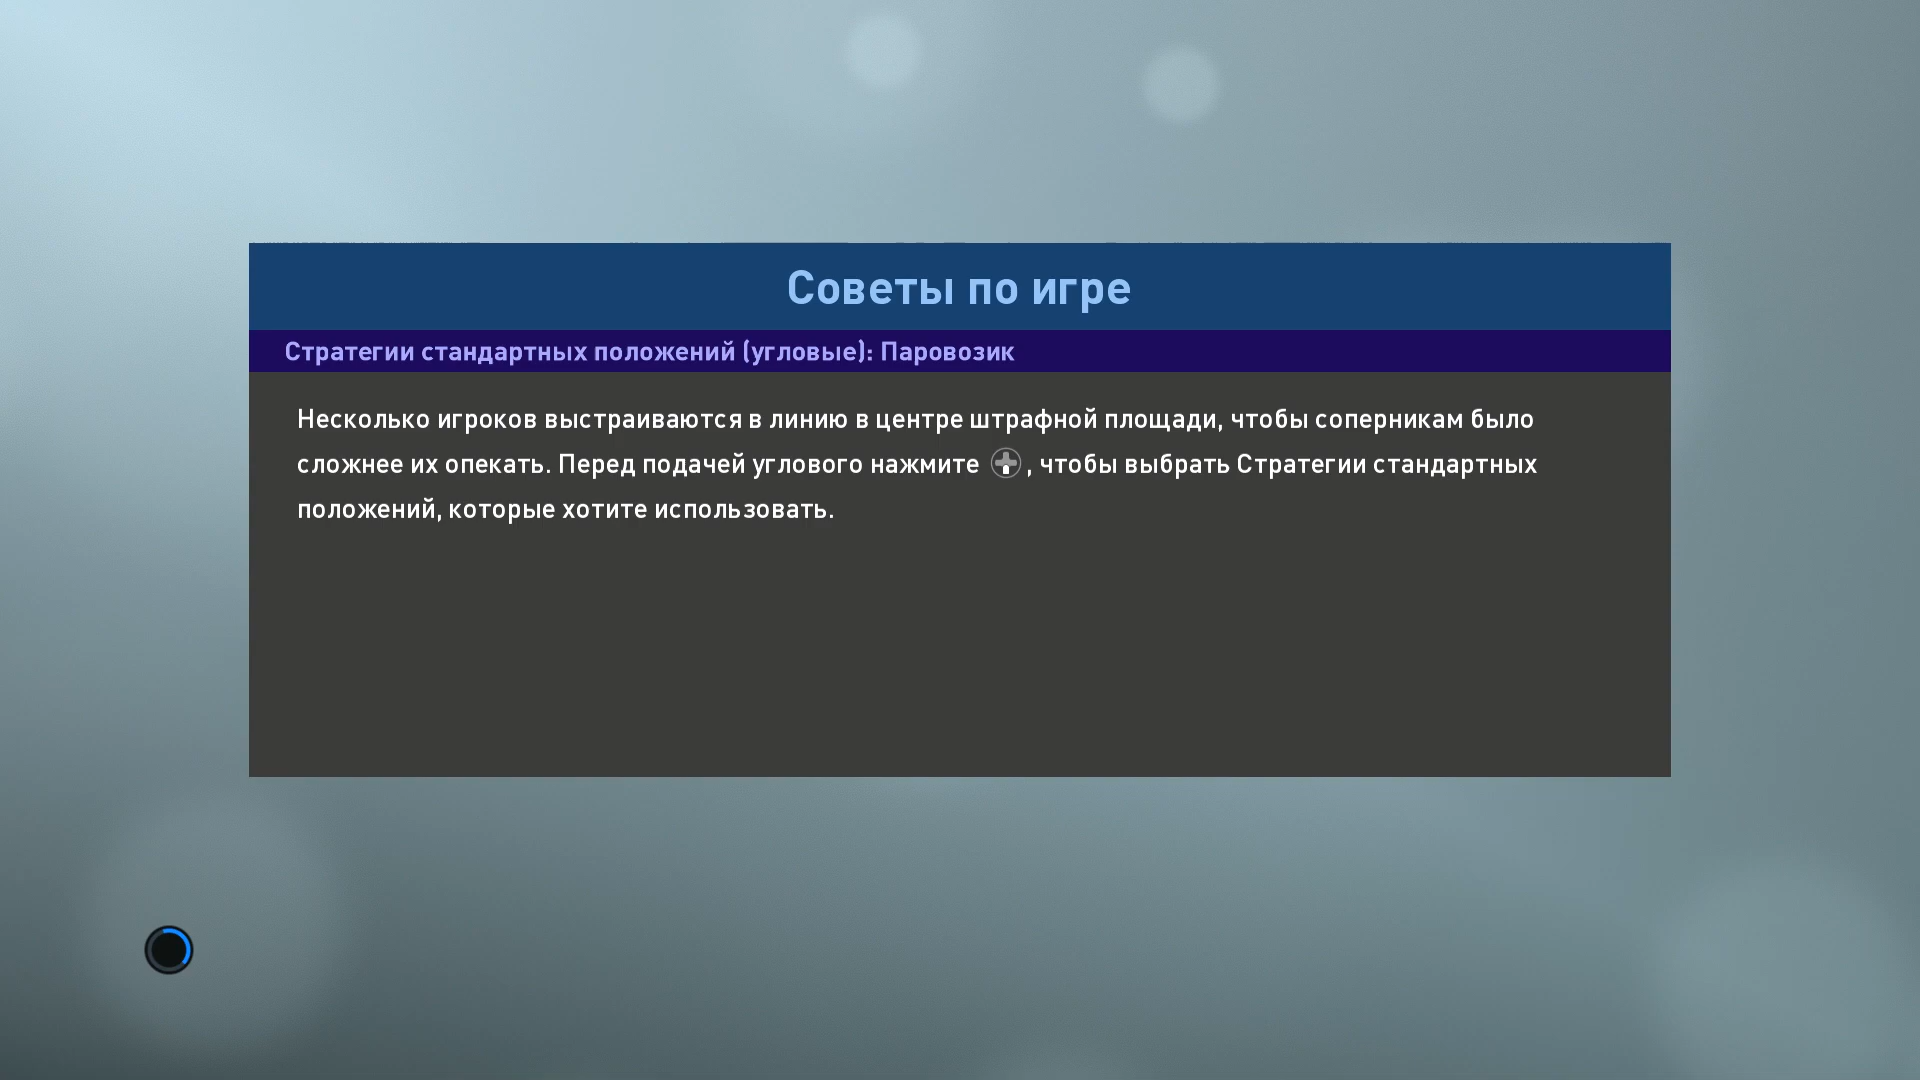 Советы по игре
Стратегии стандартных положений (угловые): Паровозик
Несколько игроков выстраиваются в линию в центре штрафной площади, чтобы соперникам было
сложнее их опекать. Перед подачей углового нажмите , чтобы выбрать Стратегии стандартных
положений, которые хотите использовать.